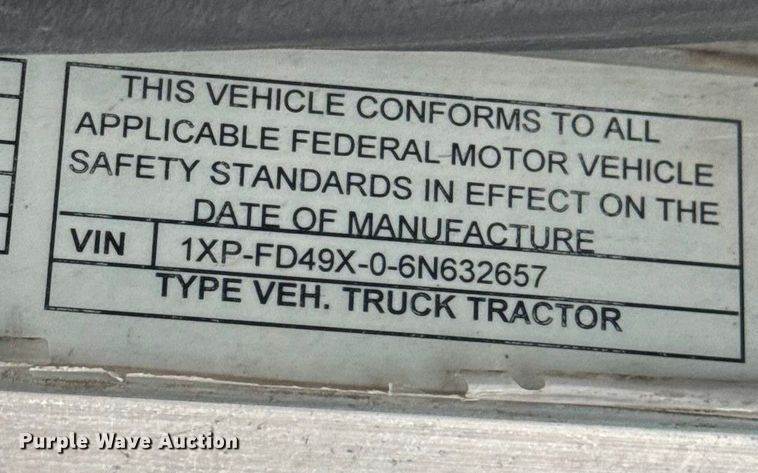 THIS VEHICLE CONFORMS TO ALL
APPLICABLE FEDERAL MOTOR VEHICLE
SAFETY STANDARDS IN EFFECT ON THE
DATE OF MANUFACTURE
VIN 1XP-FD49X-0-6N632657
TYPE VEH. TRUCK TRACTOR
Purple Wave Auction